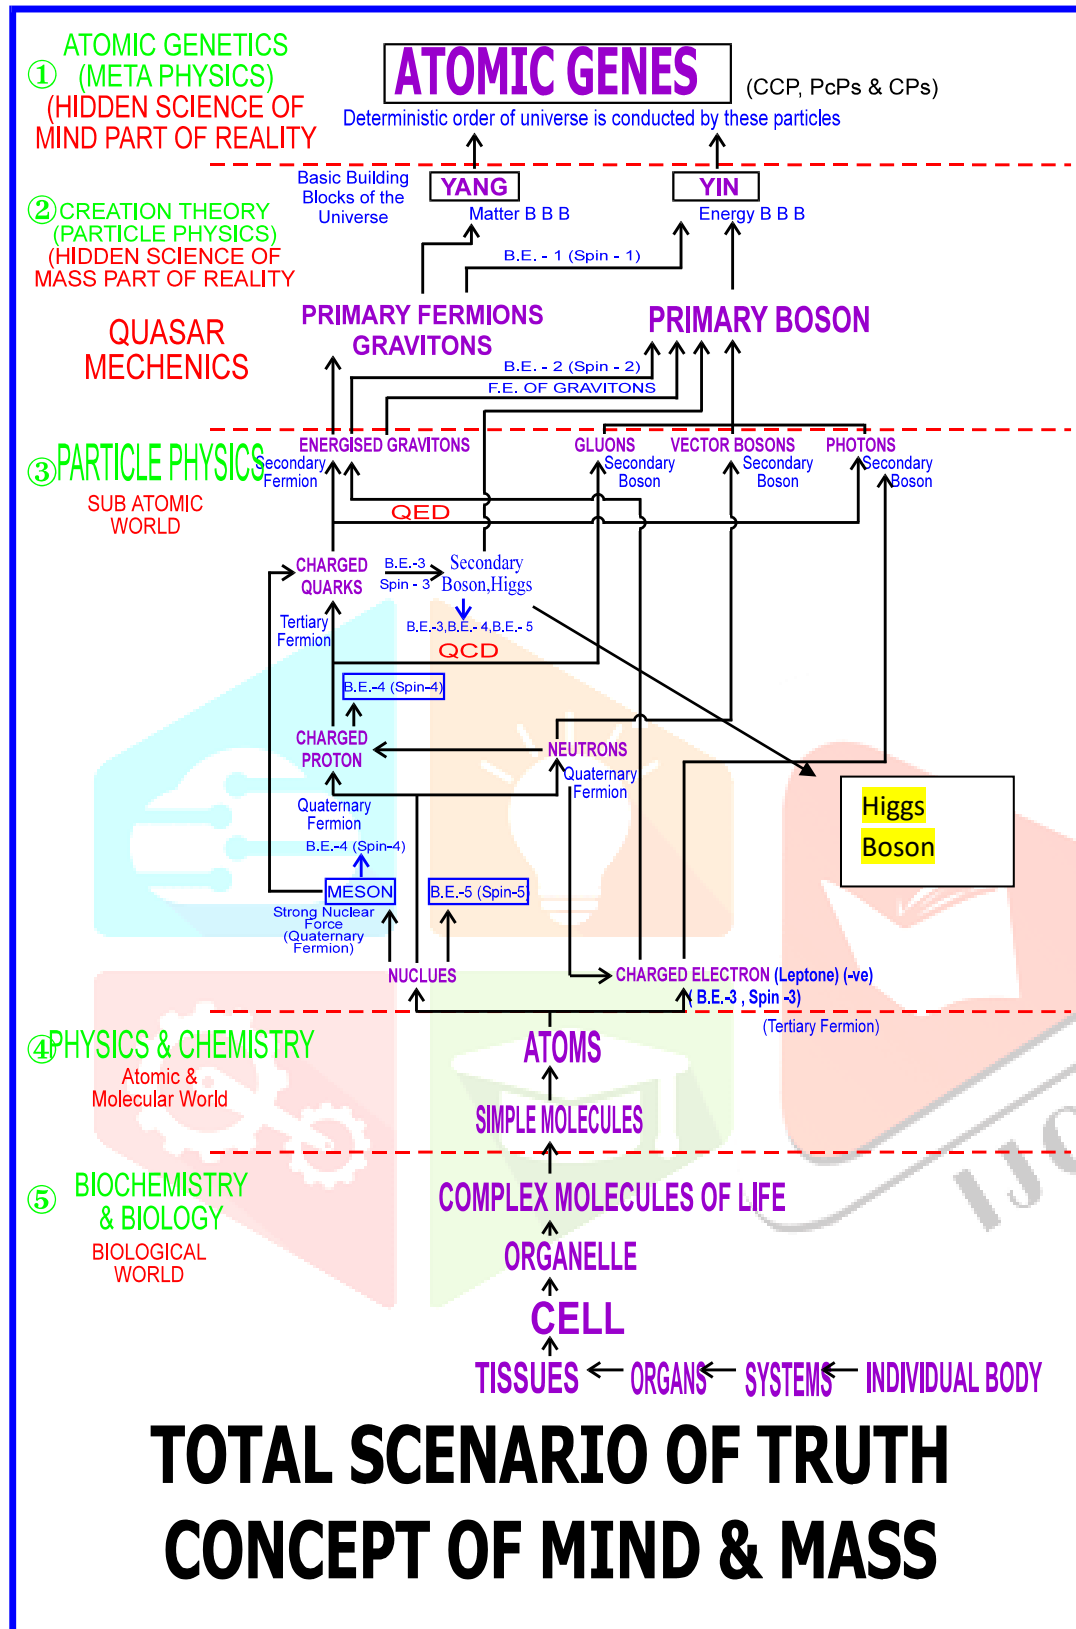 ATOMIC GENETICS
① (META PHYSICS)
(HIDDEN SCIENCE OF
MIND PART OF REALITY
ATOMIC GENES
(CCP, PcPs & CPs)
Deterministic order of universe is conducted by these particles
Basic Building
Blocks of the
Universe
YANG
YIN
Matter B B B
Energy B B B
② CREATION THEORY
(PARTICLE PHYSICS)
(HIDDEN SCIENCE OF
MASS PART OF REALITY
B.E. - 1 (Spin - 1)
PRIMARY FERMIONS
GRAVITONS
PRIMARY BOSON
QUASAR
MECHENICS
B.E. - 2 (Spin - 2)
F.E. OF GRAVITONS
ENERGISED GRAVITONS
GLUONS
VECTOR BOSONS
PHOTONS
③ PARTICLE PHYSICS
Secondary
Fermion
Secondary
Boson
Secondary
Boson
Secondary
Boson
SUB ATOMIC
WORLD
QED
CHARGED
QUARKS
B.E.-3
Spin - 3
Secondary
Boson,Higgs
Tertiary
Fermion
B.E.-3,B.E.- 4,B.E.- 5
QCD
B.E.-4 (Spin-4)
CHARGED
PROTON
NEUTRONS
Quaternary
Fermion
Quaternary
Fermion
Higgs
Boson
B.E.-4 (Spin-4)
MESON
B.E.-5 (Spin-5)
Strong Nuclear
Force
(Quaternary
Fermion)
NUCLUES
CHARGED ELECTRON (Leptone) (-ve)
( B.E.-3 , Spin -3)
(Tertiary Fermion)
④ PHYSICS & CHEMISTRY
Atomic &
Molecular World
ATOMS
SIMPLE MOLECULES
⑤ BIOCHEMISTRY
& BIOLOGY
BIOLOGICAL
WORLD
COMPLEX MOLECULES OF LIFE
ORGANELLE
CELL
TISSUES
ORGANS
SYSTEMS
INDIVIDUAL BODY
IJC
TOTAL SCENARIO OF TRUTH
CONCEPT OF MIND & MASS